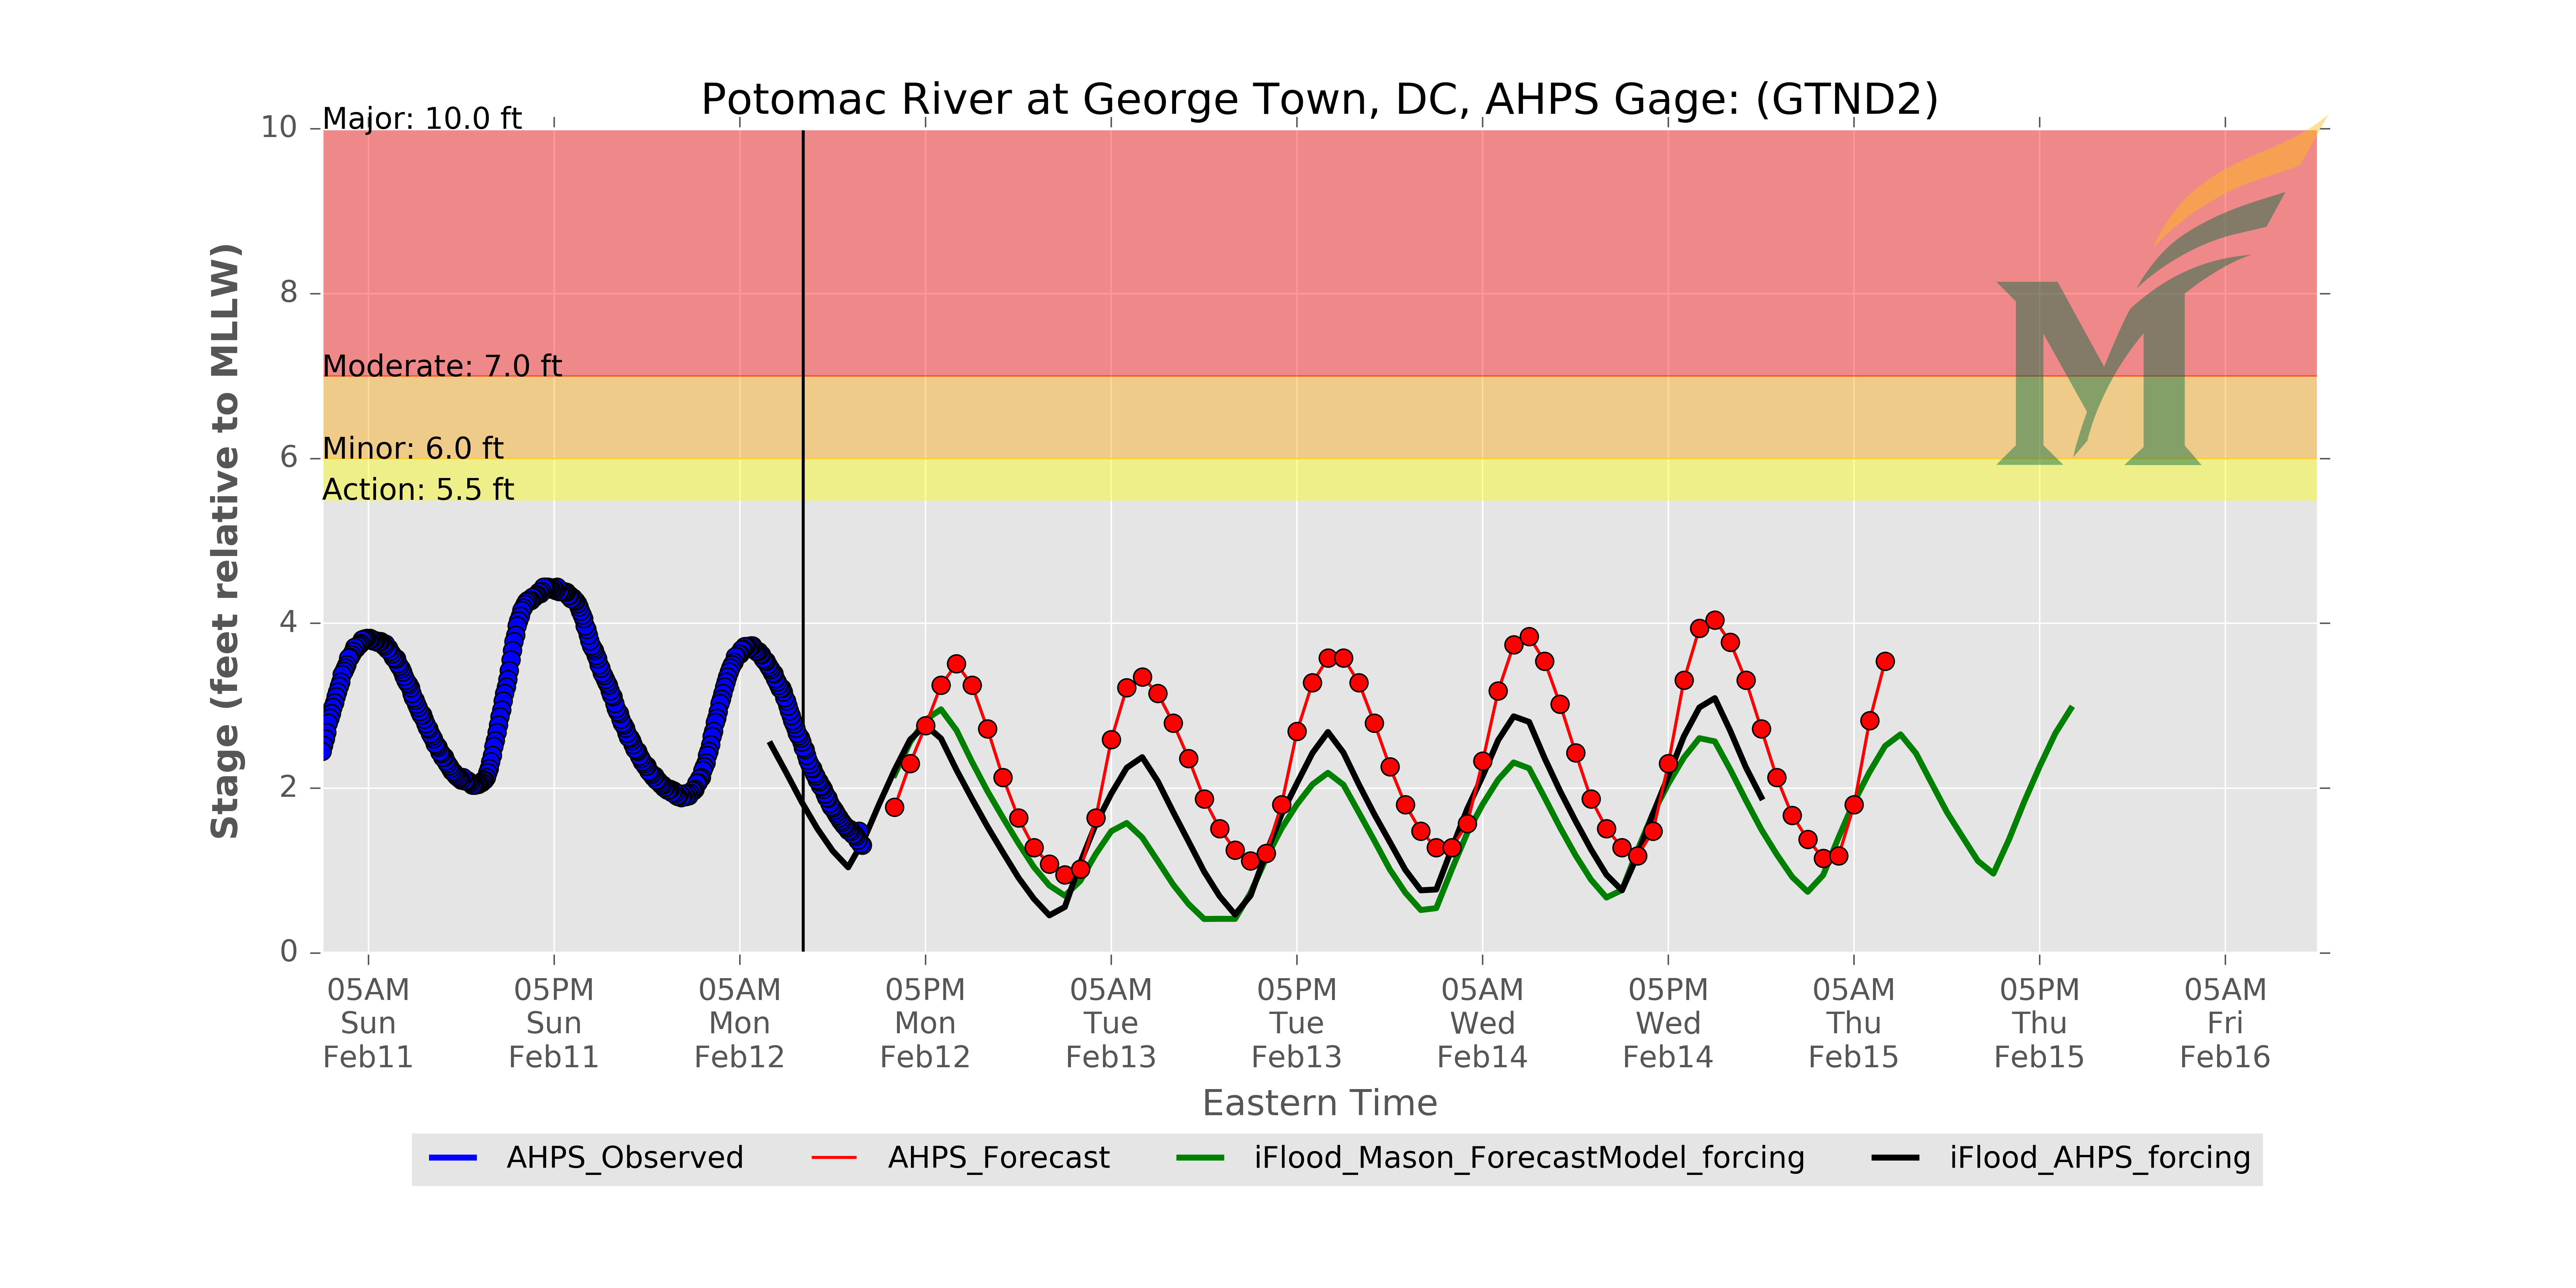 Potomac River at George Town, DC, AHPS Gage: (GTND2)
Major: 10.0 ft
Moderate: 7.0 ft
Minor: 6.0 ft
Action: 5.5 ft
Stage (feet relative to MLLW)
10
8
6
4
2
0
05AM 05PM 05AM 05PM 05AM 05PM 05AM 05PM 05AM 05PM 05AM
Sun Sun Mon Mon Tue Tue Wed Wed Thu Thu Fri
Feb11 Feb11 Feb12 Feb12 Feb13 Feb13 Feb14 Feb14 Feb15 Feb15 Feb16
Eastern Time
AHPS_Observed AHPS_Forecast iFlood_Mason_ForecastModel_forcing iFlood_AHPS_forcing
M